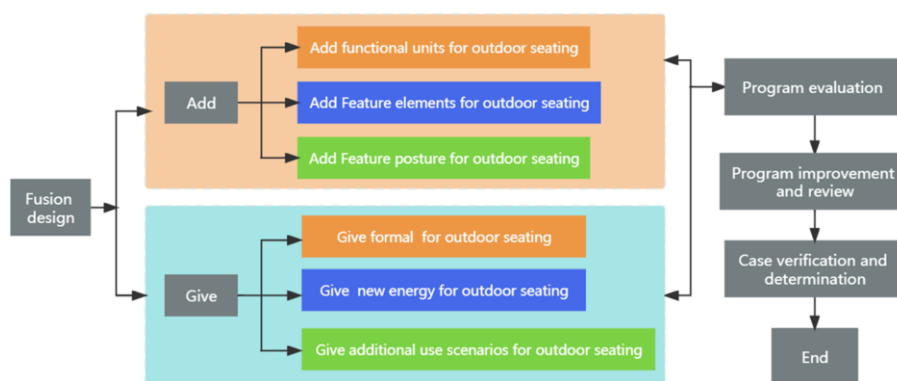 Fusion
design
Add
Add functional units for outdoor seating
Add Feature elements for outdoor seating
Add Feature posture for outdoor seating
Give
Give formal for outdoor seating
Give new energy for outdoor seating
Give additional use scenarios for outdoor seating
Program evaluation
Program improvement
and review
Case verification and
determination
End